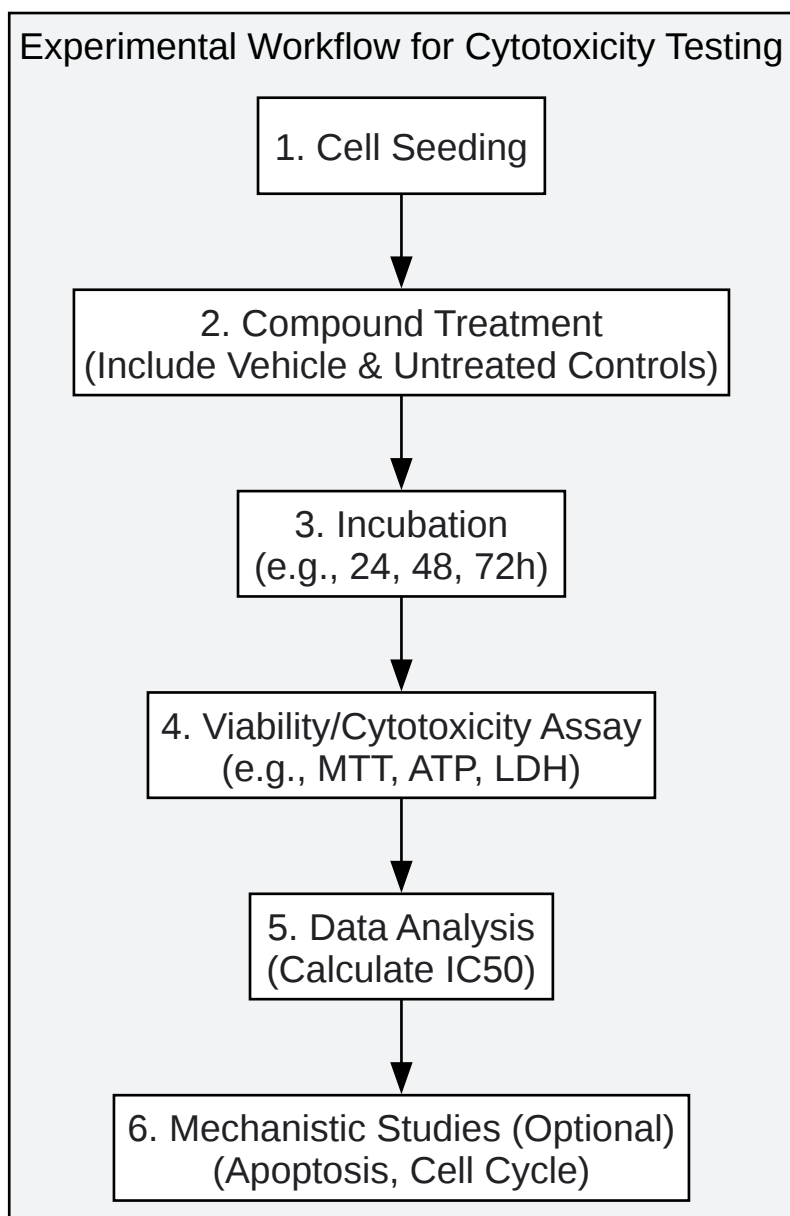 Experimental Workflow for Cytotoxicity Testing
1. Cell Seeding
2. Compound Treatment
(Include Vehicle & Untreated Controls)
3. Incubation
(e.g., 24, 48, 72h)
4. Viability/Cytotoxicity Assay
(e.g., MTT, ATP, LDH)
5. Data Analysis
(Calculate IC50)
6. Mechanistic Studies (Optional)
(Apoptosis, Cell Cycle)